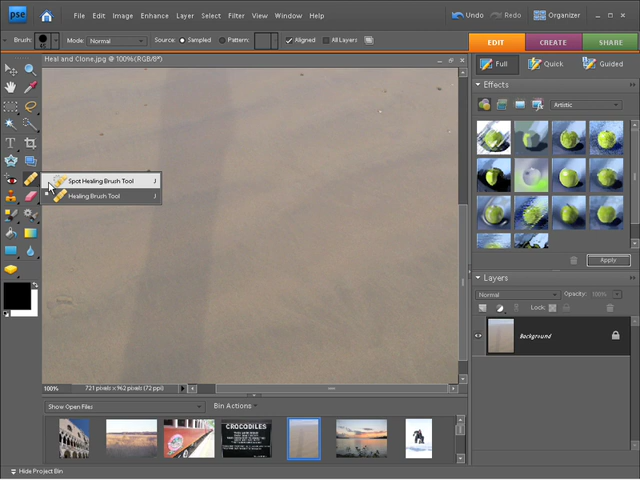 pse File Edit Image Enhance Layer Select Filter View Window Help Undo Redo Organizer
Brush: Mode: Normal Source: Sampled Pattern: Aligned All Layers
EDIT CREATE SHARE
Heal and Clone.jpg @ 100%(RGB/8*)
Full Quick Guided
Effects
Artistic
Spot Healing Brush Tool J
Healing Brush Tool J
Apply
Layers
Normal Opacity: 100%
Lock:
Background
100% 721 pixels x 962 pixels (72 ppi)
Show Open Files Bin Actions
CROCODILES
Hide Project Bin